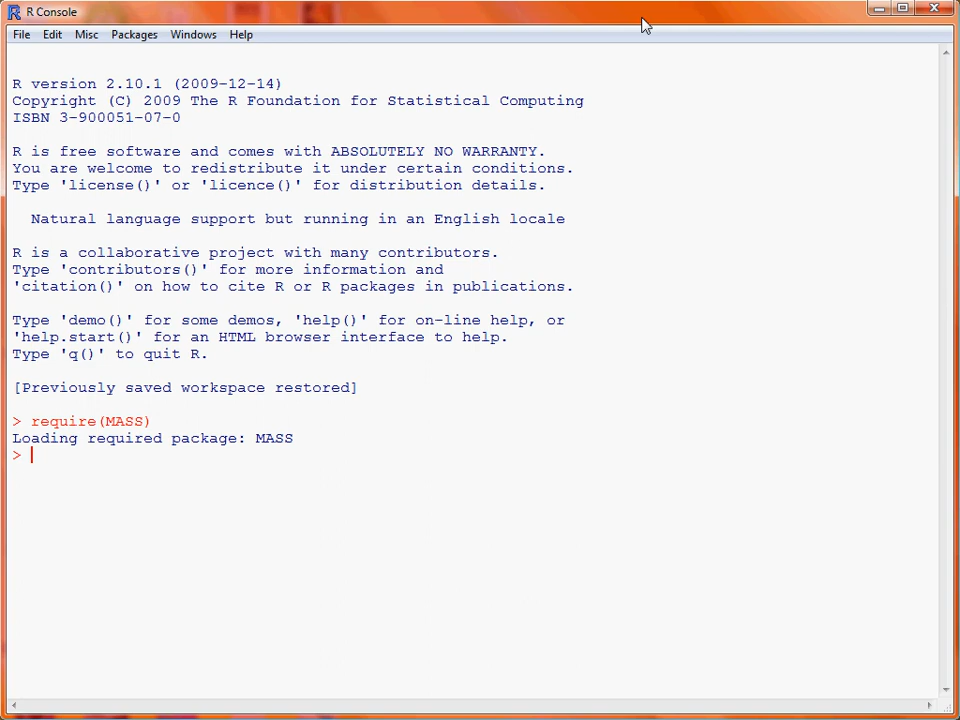 R Console
File Edit Misc Packages Windows Help
R version 2.10.1 (2009-12-14)
Copyright (C) 2009 The R Foundation for Statistical Computing
ISBN 3-900051-07-0
R is free software and comes with ABSOLUTELY NO WARRANTY.
You are welcome to redistribute it under certain conditions.
Type 'license()' or 'licence()' for distribution details.
Natural language support but running in an English locale
R is a collaborative project with many contributors.
Type 'contributors()' for more information and
'citation()' on how to cite R or R packages in publications.
Type 'demo()' for some demos, 'help()' for on-line help, or
'help.start()' for an HTML browser interface to help.
Type 'q()' to quit R.
[Previously saved workspace restored]
> require(MASS)
Loading required package: MASS
>